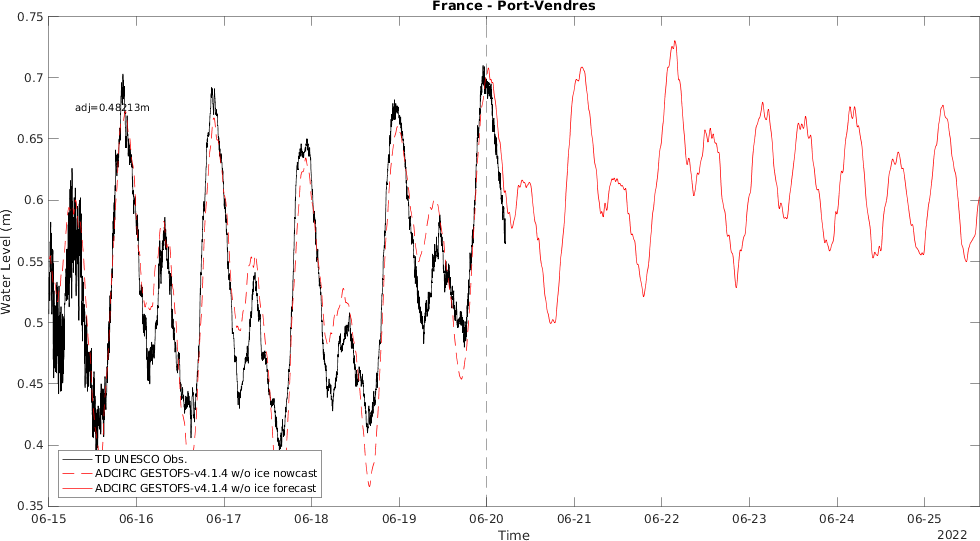 France - Port-Vendres
0.75
0.7
0.65
0.6
0.55
0.5
0.45
0.4
0.35
Water Level (m)
adj=0.48213m
TD UNESCO Obs.
ADCIRC GESTOFS-v4.1.4 w/o ice nowcast
ADCIRC GESTOFS-v4.1.4 w/o ice forecast
06-15 06-16 06-17 06-18 06-19 06-20 06-21 06-22 06-23 06-24 06-25
Time
2022